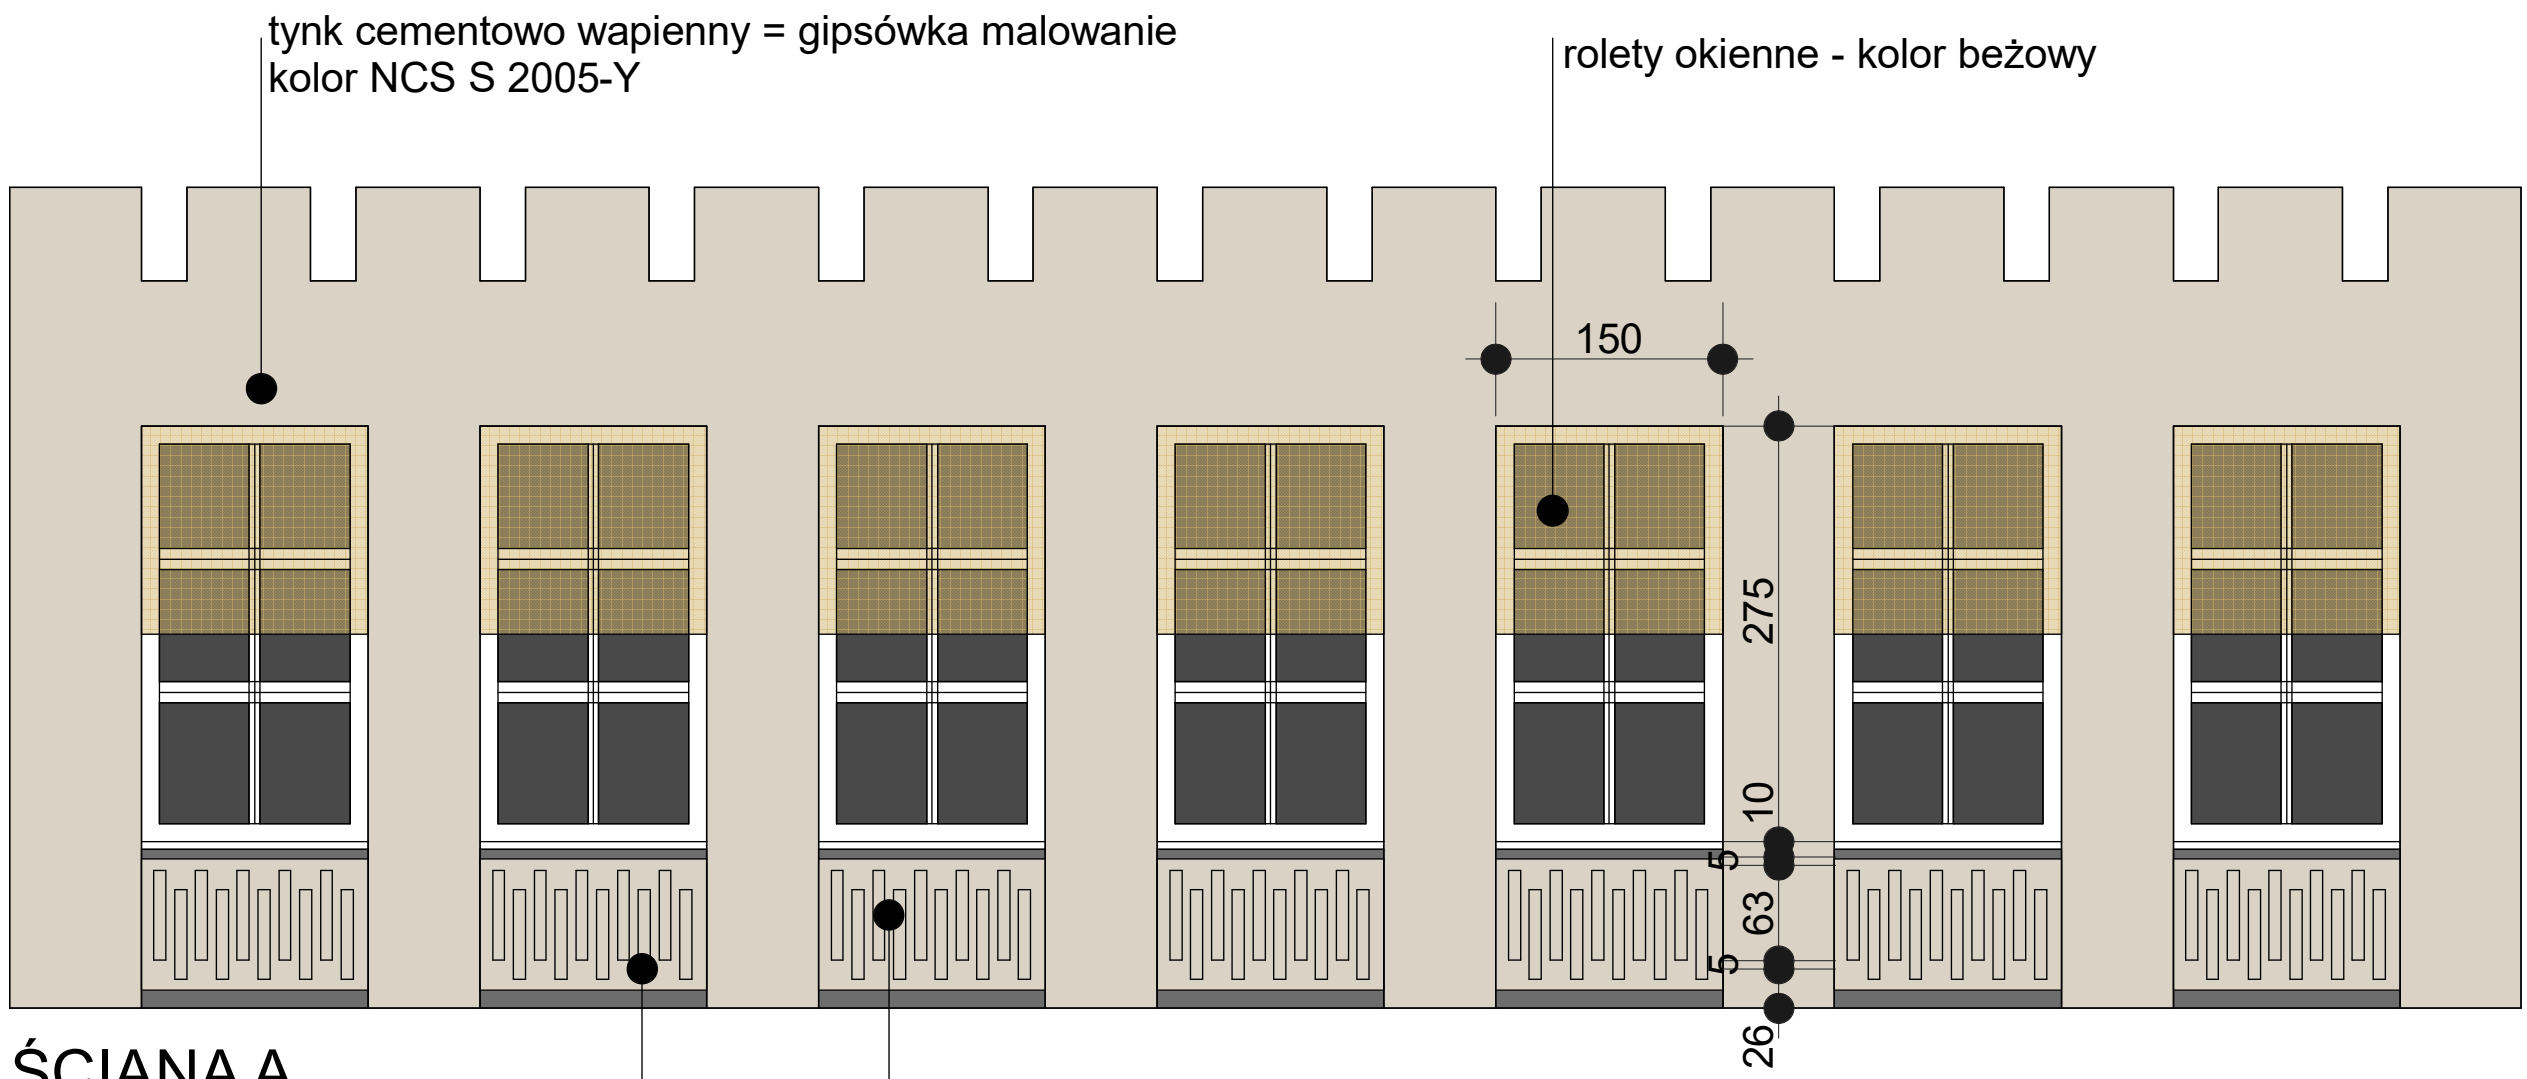 tynk cementowo wapienny = gipsówka malowanie
kolor NCS S 2005-Y
rolety okienne - kolor beżowy
150
275
10
5
63
5
26
ŚCIANA A